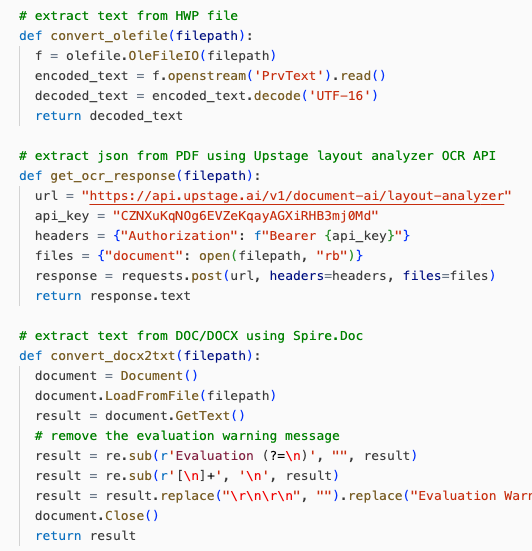 # extract text from HWP file
def convert_olefile(filepath):
f = olefile.OleFileIO(filepath)
encoded_text = f.openstream('PrvText').read()
decoded_text = encoded_text.decode('UTF-16')
return decoded_text
# extract json from PDF using Upstage layout analyzer OCR API
def get_ocr_response(filepath):
url = "https://api.upstage.ai/v1/document-ai/layout-analyzer"
api_key = "CZNXuKqNOg6EVZeKqayAGXiRHB3mj0Md"
headers = {"Authorization": f"Bearer {api_key}"}
files = {"document": open(filepath, "rb")}
response = requests.post(url, headers=headers, files=files)
return response.text
# extract text from DOC/DOCX using Spire.Doc
def convert_docx2txt(filepath):
document = Document()
document.LoadFromFile(filepath)
result = document.GetText()
# remove the evaluation warning message
result = re.sub(r'Evaluation (?=\n)', "", result)
result = re.sub(r'[\n]+', '\n', result)
result = result.replace("\r\n\r\n", "").replace("Evaluation
document.Close()
return result